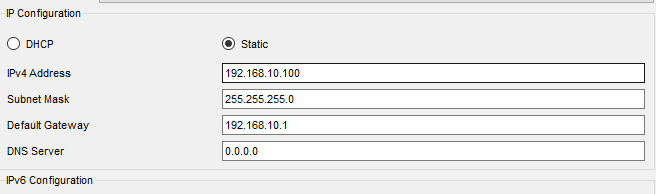 IP Configuration
DHCP Static
IPv4 Address 192.168.10.100
Subnet Mask 255.255.255.0
Default Gateway 192.168.10.1
DNS Server 0.0.0.0
IPv6 Configuration